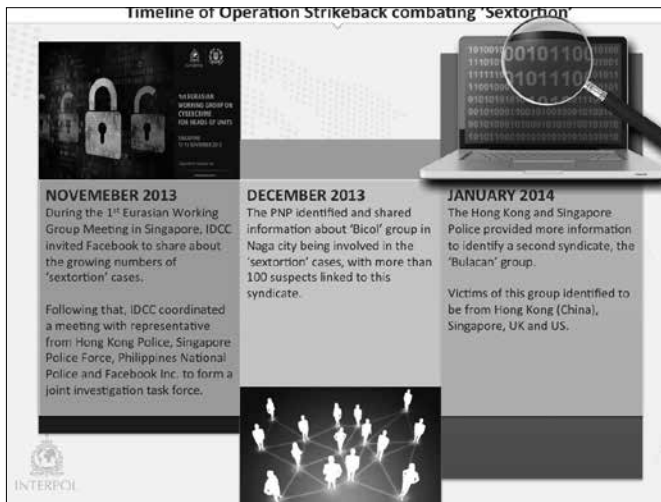 Timeline of Operation Strikeback combating 'Sextortion'
1st EURASIAN
WORKING GROUP ON
CYBERCRIME
FOR HEADS OF UNITS
SINGAPORE
NOVEMEBER 2013
During the 1st Eurasian Working
Group Meeting in Singapore, IDCC
invited Facebook to share about
the growing numbers of
'sextortion' cases.
Following that, IDCC coordinated
a meeting with representative
from Hong Kong Police, Singapore
Police Force, Philippines National
Police and Facebook Inc. to form a
joint investigation task force.
DECEMBER 2013
The PNP identified and shared
information about 'Bicol' group in
Naga city being involved in the
'sextortion' cases, with more than
100 suspects linked to this
syndicate.
JANUARY 2014
The Hong Kong and Singapore
Police provided more information
to identify a second syndicate, the
'Bulacan' group.
Victims of this group identified to
be from Hong Kong (China),
Singapore, UK and US.
INTERPOL